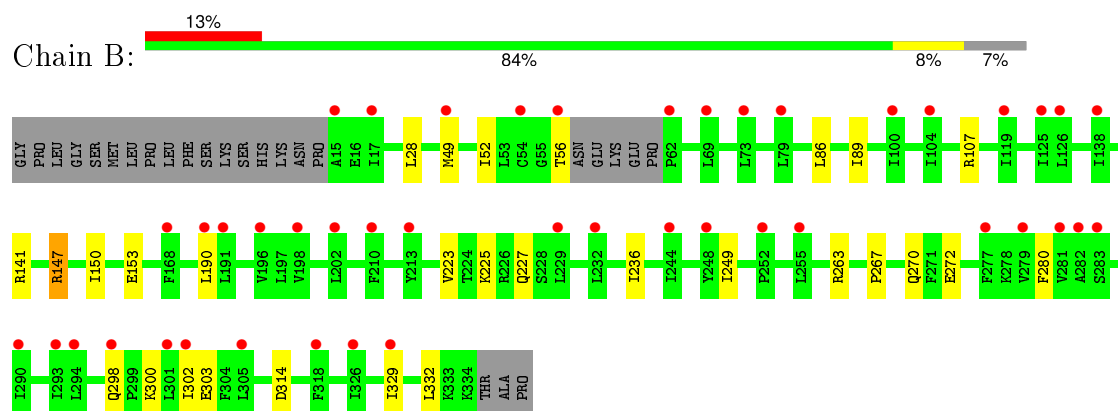 13%
Chain B:
84% 8% 7%
GLY PRO LEU GLY SER MET LEU PRO LEU PHE SER LYS SER HIS LYS ASN PRO A15 E16 I17 L28 M49 I52 L53 C54 G55 T56 ASN GLU LYS GLU PRO P62 L69 L73 L79 L86 I89 I100 I104 R107 I119 I125 L126 I138
R141 R147 I150 E153 F168 L190 L191 V196 L197 V198 L202 F210 Y213 V223 T224 K225 R226 Q227 S228 L229 L232 I236 I244 Y248 I249 P252 L255 R263 P267 Q270 F271 E272 F277 K278 V279 F280 V281 A282 S283
I290 I293 L294 Q298 P299 K300 L301 I302 E303 F304 L305 D314 F318 I326 I329 L332 K333 K334 THR ALA PRO